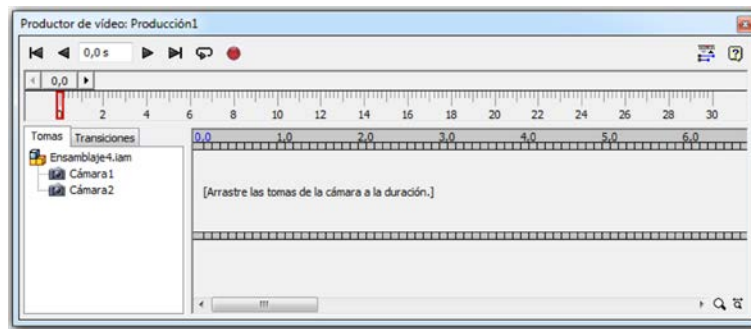 Productor de vídeo: Producción1
0,0 s
0,0
0 2 4 6 8 10 12 14 16 18 20 22 24 26 28 30
Tomas Transiciones
0,0 1,0 2,0 3,0 4,0 5,0 6,0
Ensamblaje4.iam
Cámara1
Cámara2
[Arrastre las tomas de la cámara a la duración.]